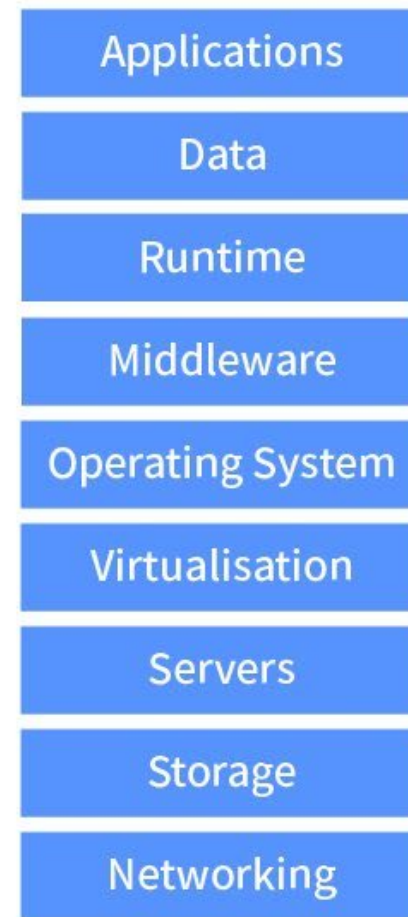 Applications
Data
Runtime
Middleware
Operating System
Virtualisation
Servers
Storage
Networking